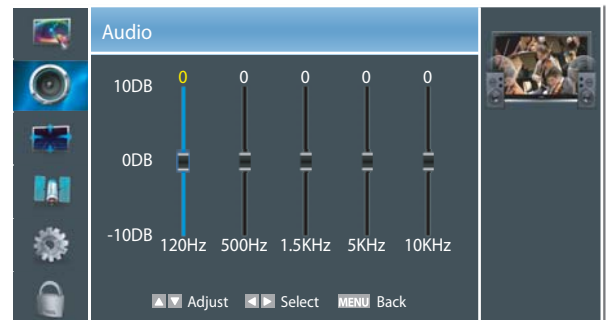 Audio
0 0 0 0 0
10DB
0DB
-10DB
120Hz 500Hz 1.5KHz 5KHz 10KHz
Adjust Select MENU Back